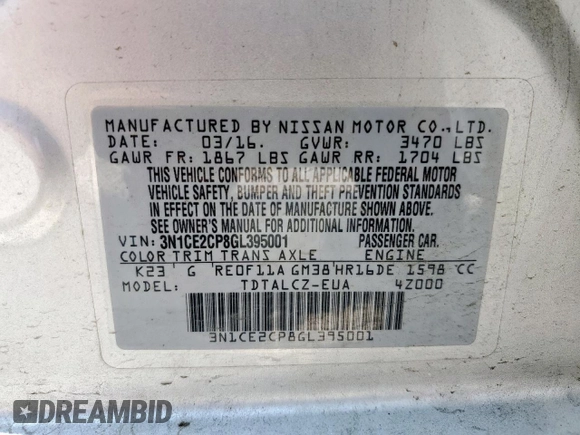 MANUFACTURED BY NISSAN MOTOR CO.,LTD.
DATE: 03/16. GVWR: 3470 LBS
GAWR FR: 1867 LBS GAWR RR: 1704 LBS
THIS VEHICLE CONFORMS TO ALL APPLICABLE FEDERAL MOTOR
VEHICLE SAFETY, BUMPER AND THEFT PREVENTION STANDARDS
IN EFFECT ON THE DATE OF MANUFACTURE SHOWN ABOVE.
SEE OWNER'S MANUAL FOR ADDITIONAL INFORMATION.
VIN: 3N1CE2CP8GL395001 PASSENGER CAR.
COLOR TRIM TRANS AXLE ENGINE
K23 G RE0F11A GM38 HR16DE 1598 CC
MODEL: TDTALCZ-EUA 4Z000
3N1CE2CP8GL395001
DREAMBID